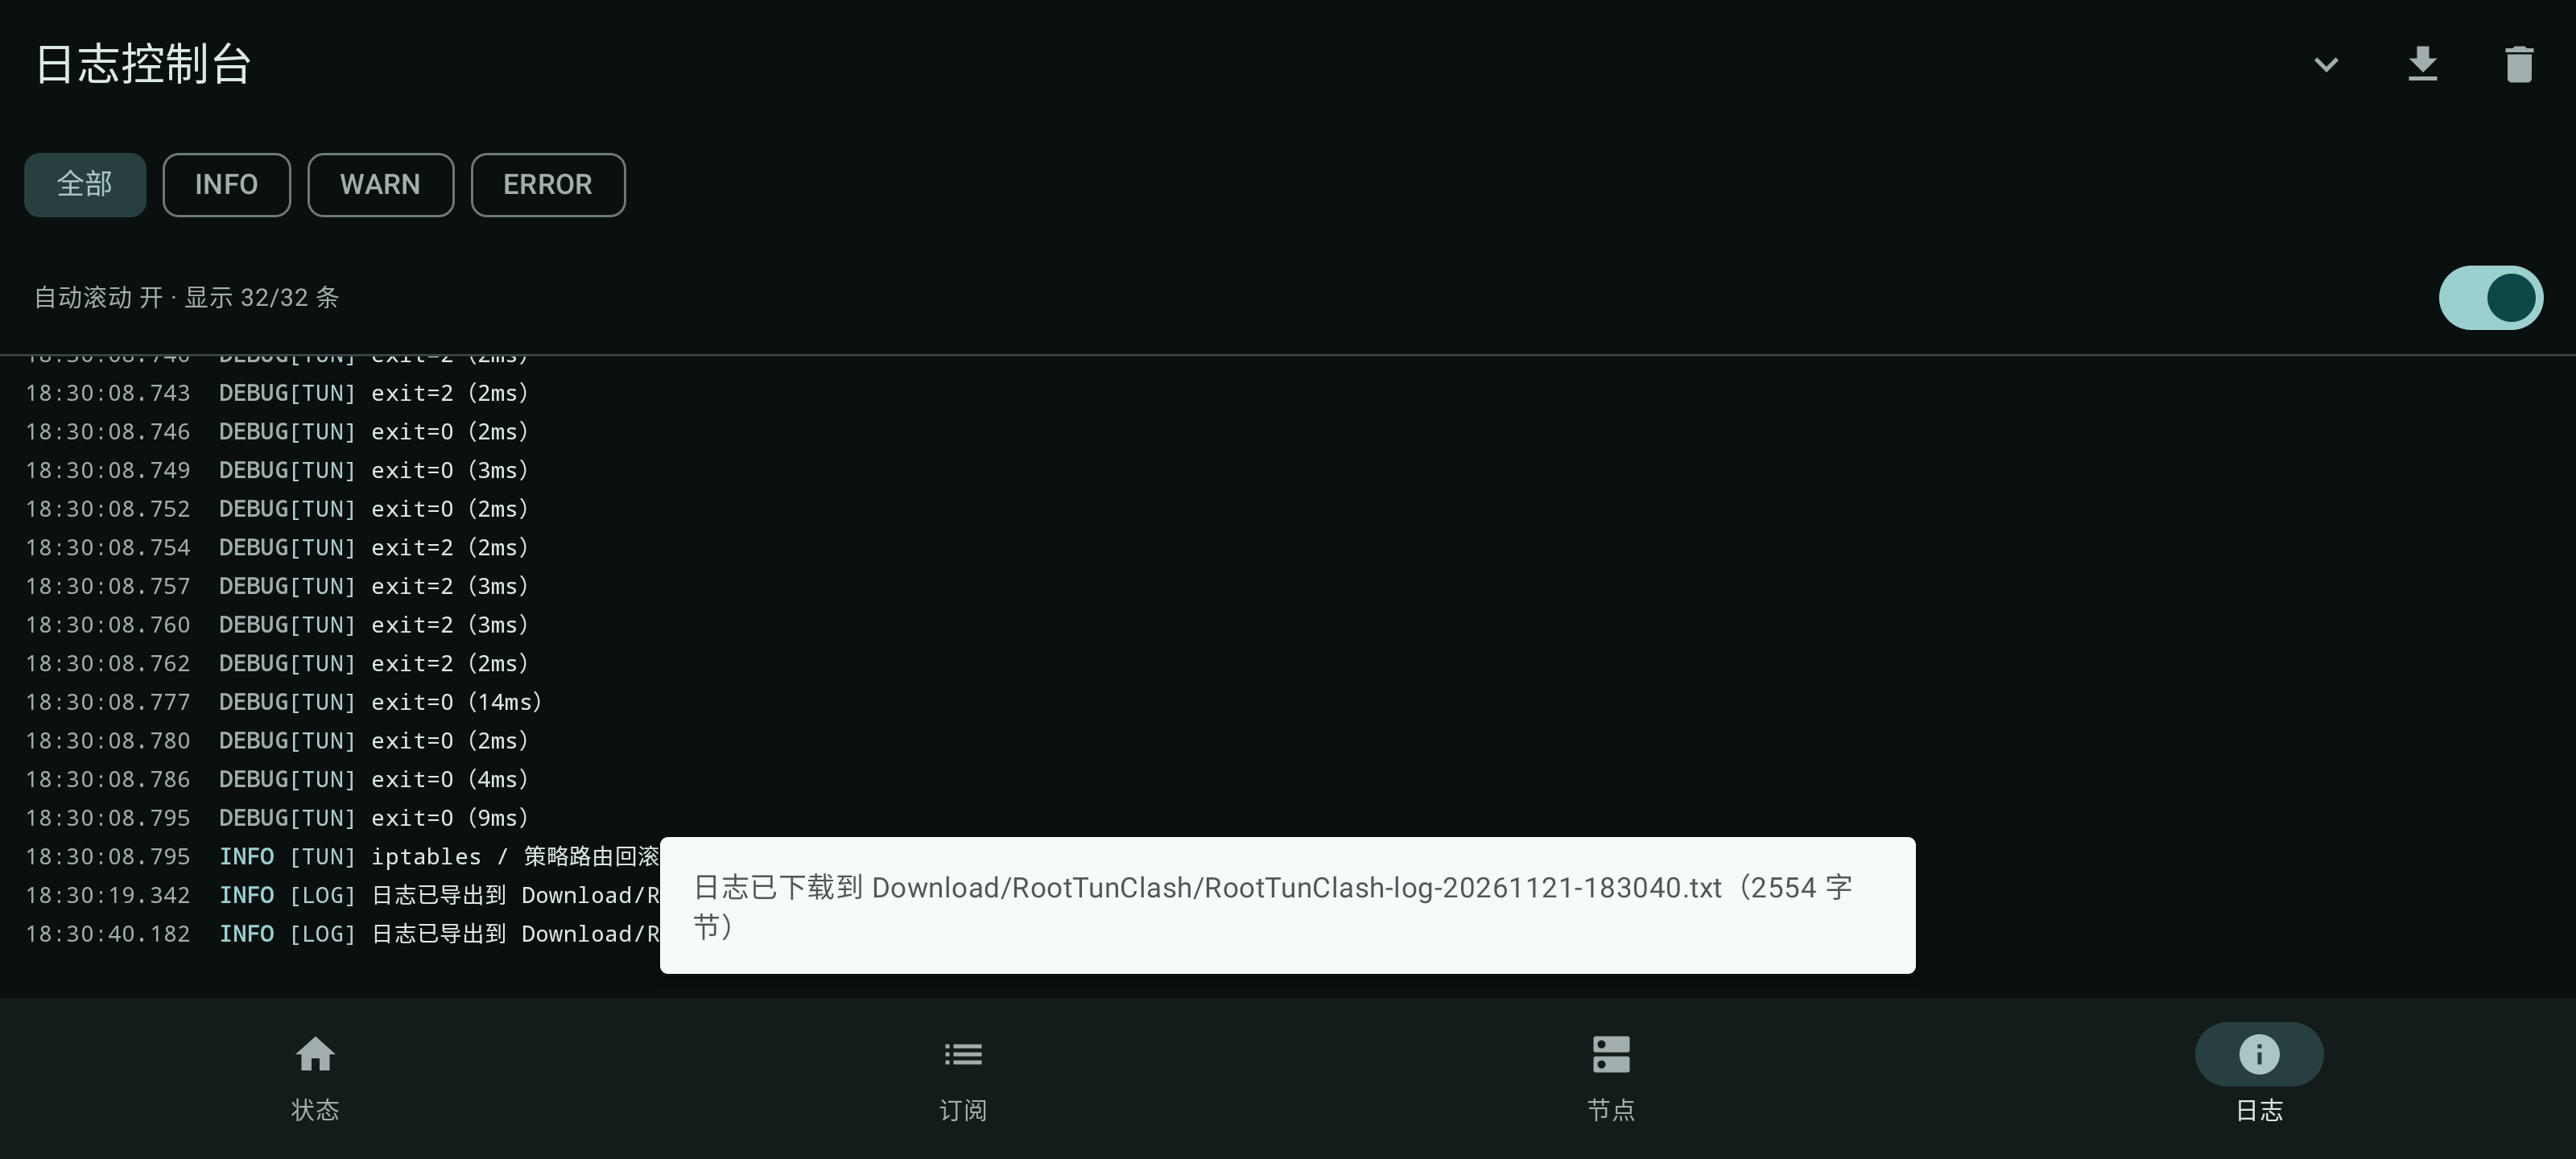 日志控制台
全部 INFO WARN ERROR
自动滚动 开 · 显示 32/32 条
18:30:08.740 DEBUG[TUN] exit=2（2ms）
18:30:08.743 DEBUG[TUN] exit=2（2ms）
18:30:08.746 DEBUG[TUN] exit=0（2ms）
18:30:08.749 DEBUG[TUN] exit=0（3ms）
18:30:08.752 DEBUG[TUN] exit=0（2ms）
18:30:08.754 DEBUG[TUN] exit=2（2ms）
18:30:08.757 DEBUG[TUN] exit=2（3ms）
18:30:08.760 DEBUG[TUN] exit=2（3ms）
18:30:08.762 DEBUG[TUN] exit=2（2ms）
18:30:08.777 DEBUG[TUN] exit=0（14ms）
18:30:08.780 DEBUG[TUN] exit=0（2ms）
18:30:08.786 DEBUG[TUN] exit=0（4ms）
18:30:08.795 DEBUG[TUN] exit=0（9ms）
18:30:08.795 INFO [TUN] iptables / 策略路由回滚
18:30:19.342 INFO [LOG] 日志已导出到 Download/R
18:30:40.182 INFO [LOG] 日志已导出到 Download/R
日志已下载到 Download/RootTunClash/RootTunClash-log-20261121-183040.txt（2554 字
节）
状态 订阅 节点 日志